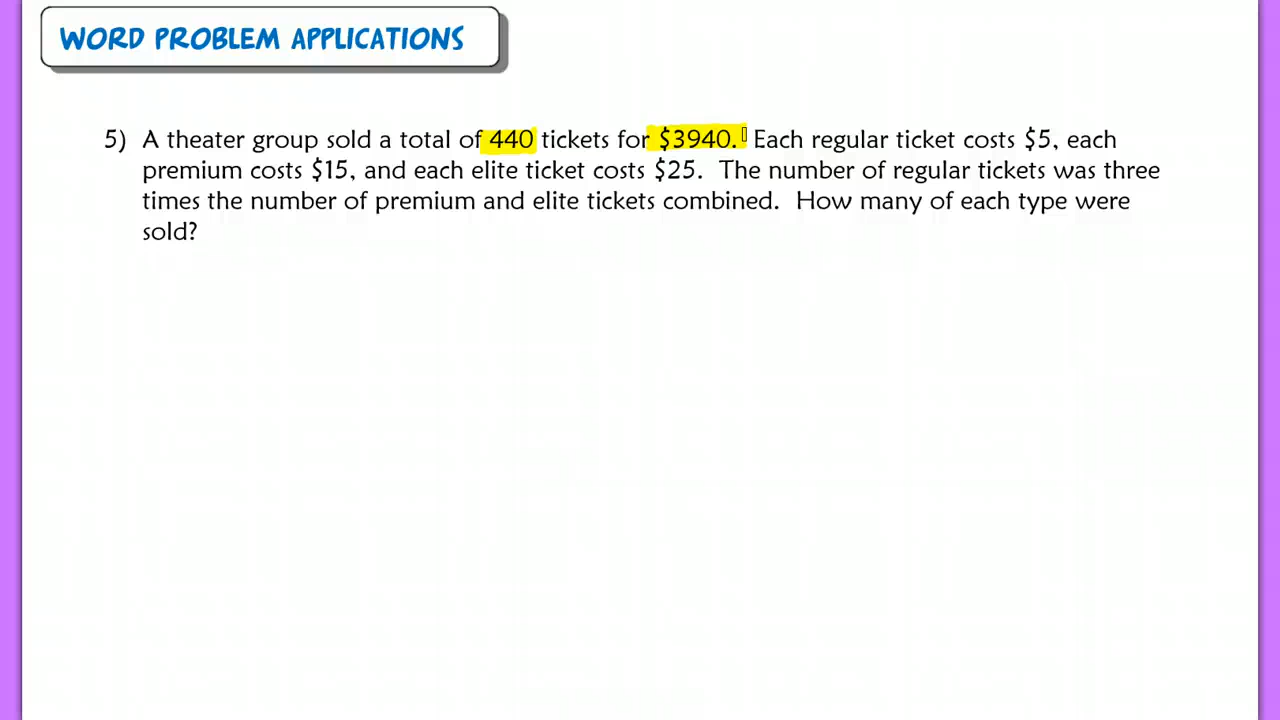 WORD PROBLEM APPLICATIONS
5) A theater group sold a total of 440 tickets for $3940. Each regular ticket costs $5, each
premium costs $15, and each elite ticket costs $25. The number of regular tickets was three
times the number of premium and elite tickets combined. How many of each type were
sold?